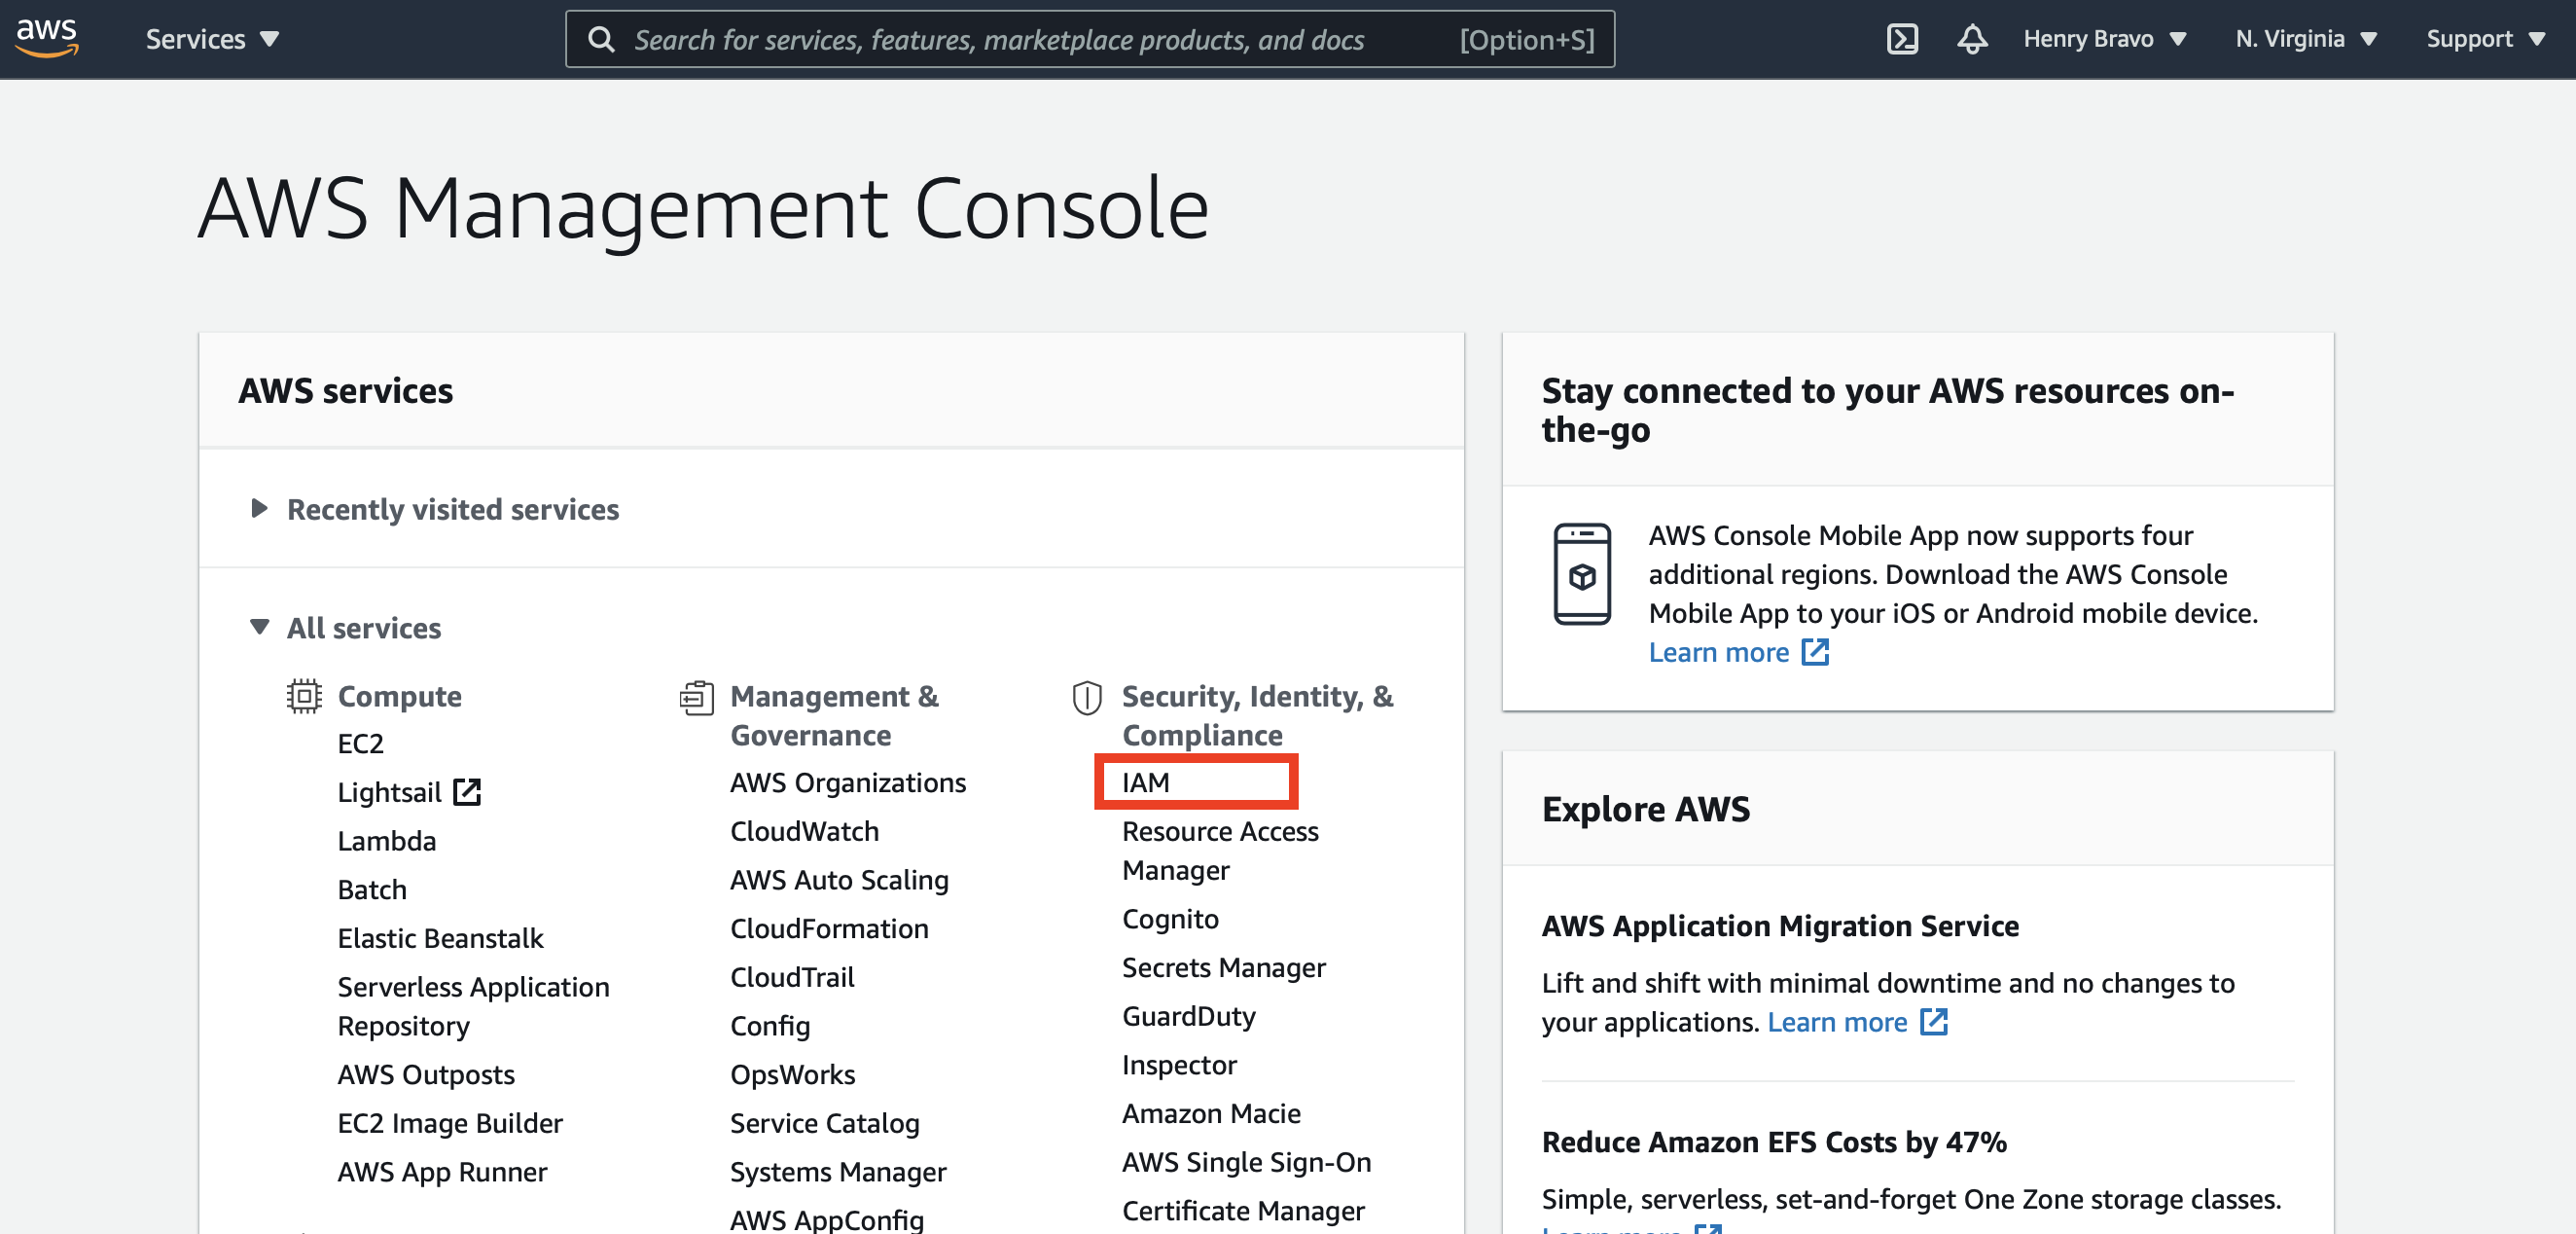 aws
Services
Search for services, features, marketplace products, and docs
[Option+S]
Henry Bravo
N. Virginia
Support
AWS Management Console
AWS services
Recently visited services
All services
Compute
EC2
Lightsail
Lambda
Batch
Elastic Beanstalk
Serverless Application
Repository
AWS Outposts
EC2 Image Builder
AWS App Runner
Management &
Governance
AWS Organizations
CloudWatch
AWS Auto Scaling
CloudFormation
CloudTrail
Config
OpsWorks
Service Catalog
Systems Manager
AWS AppConfig
Security, Identity, &
Compliance
IAM
Resource Access
Manager
Cognito
Secrets Manager
GuardDuty
Inspector
Amazon Macie
AWS Single Sign-On
Certificate Manager
Stay connected to your AWS resources on-
the-go
AWS Console Mobile App now supports four
additional regions. Download the AWS Console
Mobile App to your iOS or Android mobile device.
Learn more
Explore AWS
AWS Application Migration Service
Lift and shift with minimal downtime and no changes to
your applications. Learn more
Reduce Amazon EFS Costs by 47%
Simple, serverless, set-and-forget One Zone storage classes.
Learn more